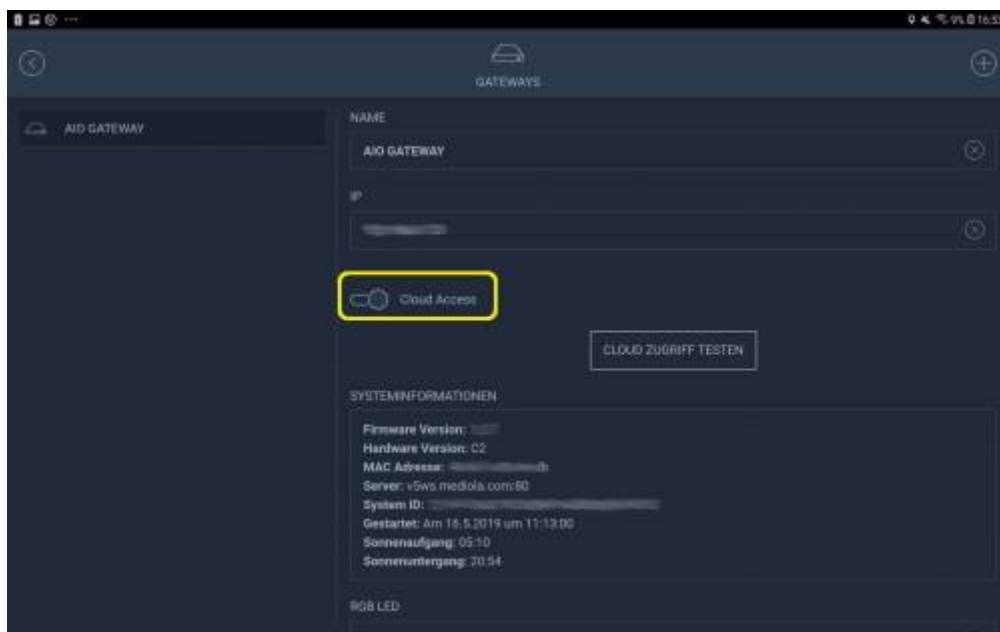 GATEWAYS
AIO GATEWAY
NAME
AIO GATEWAY
IP
Cloud Access
CLOUD ZUGRIFF TESTEN
SYSTEMINFORMATIONEN
Firmware Version:
Hardware Version: C2
MAC Adresse:
Server: v5ws.mediola.com:80
System ID:
Gestartet: Am 16.5.2019 um 11:13:00
Sonnenaufgang: 05:10
Sonnenuntergang: 20:54
RGB LED